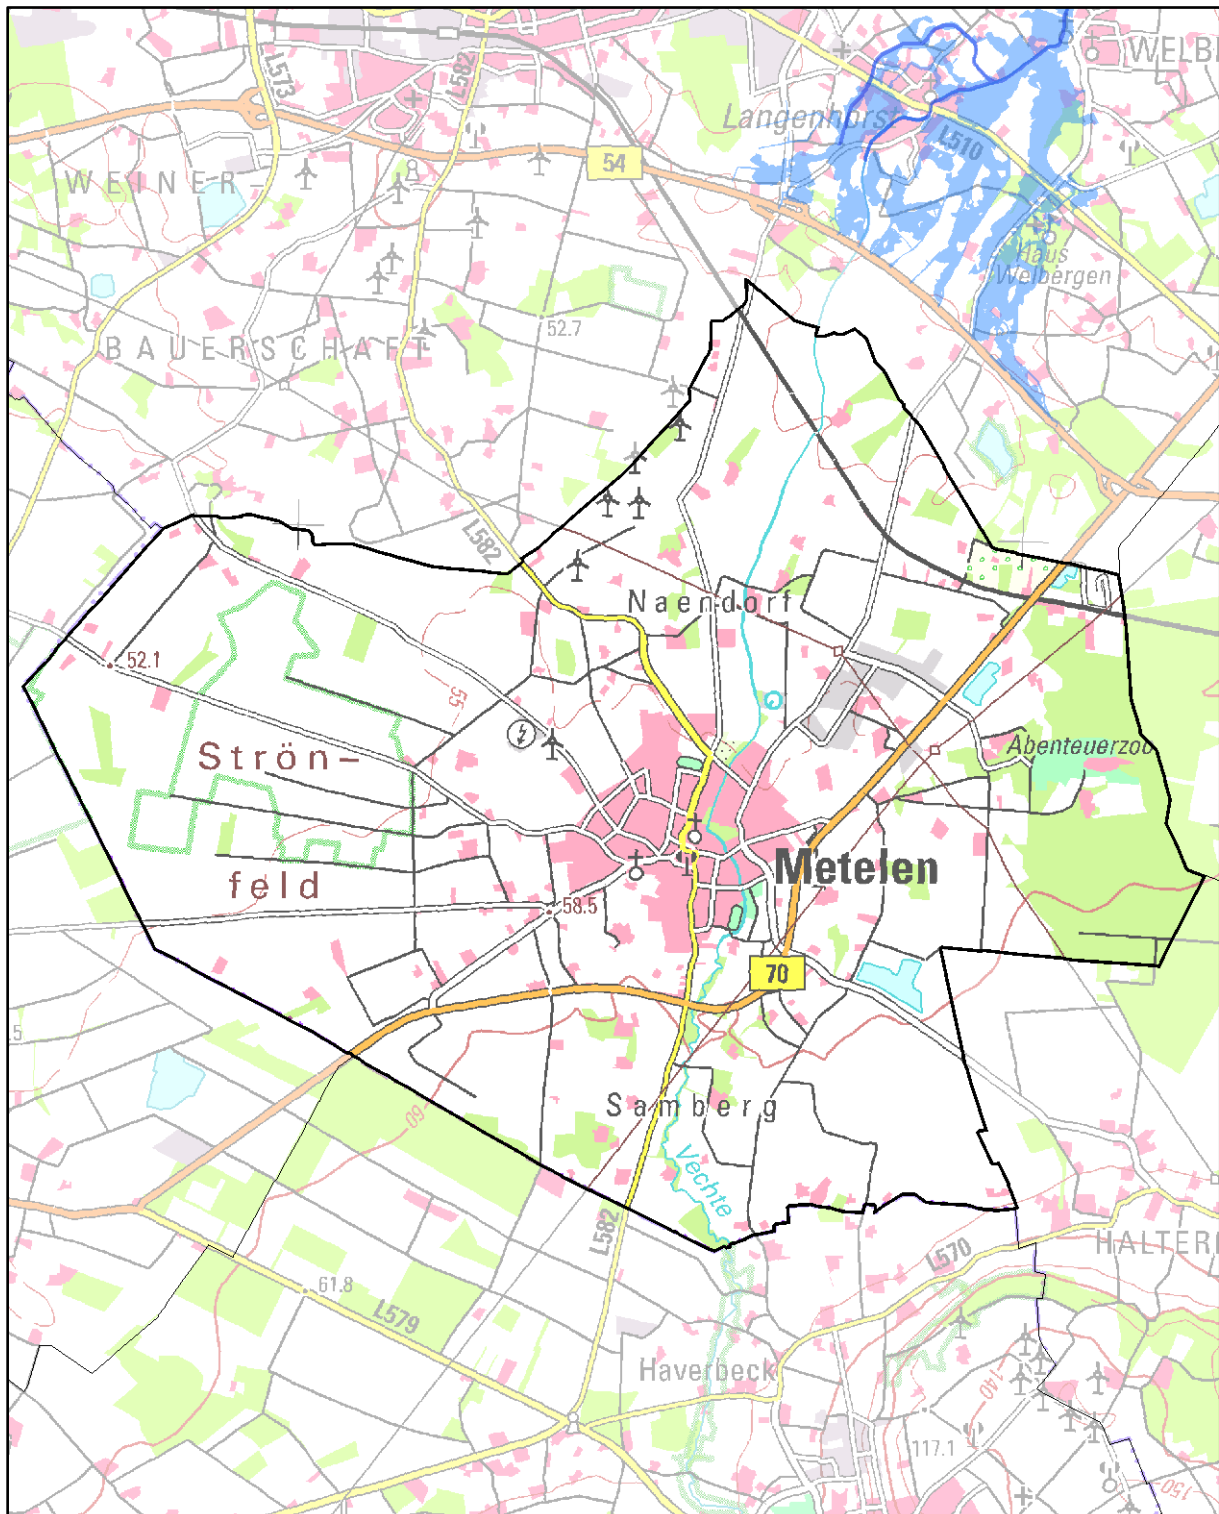 WELB
L573
L582
Langenhorst
L510
54
WEINER-
Haus
Welbergen
52.7
BAUERSCHAFT
L582
Naendorf
52.1
55
Strön-
Abenteuerzoo
feld
Metelen
58.5
70
.5
60
Samberg
Vechte
L582
L570
HALTER
61.8
L579
Haverbeck
140
117.1
150